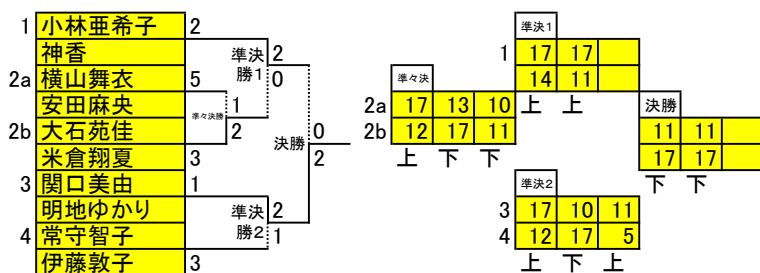 1 小林亜希子 2
神香
2a 横山舞衣 5
安田麻央
2b 大石苑佳
米倉翔夏 3
3 関口美由 1
明地ゆかり
4 常守智子
伊藤敦子 3
準決勝1 2 0
準々決勝 1 2
準決勝2 2 1
決勝 0 2
準々決
2a 17 13 10
2b 12 17 11
上 下 下
準決1
1 17 17
14 11
上 上
準決2
3 17 10 11
4 12 17 5
上 下 上
決勝
11 11
17 17
下 下